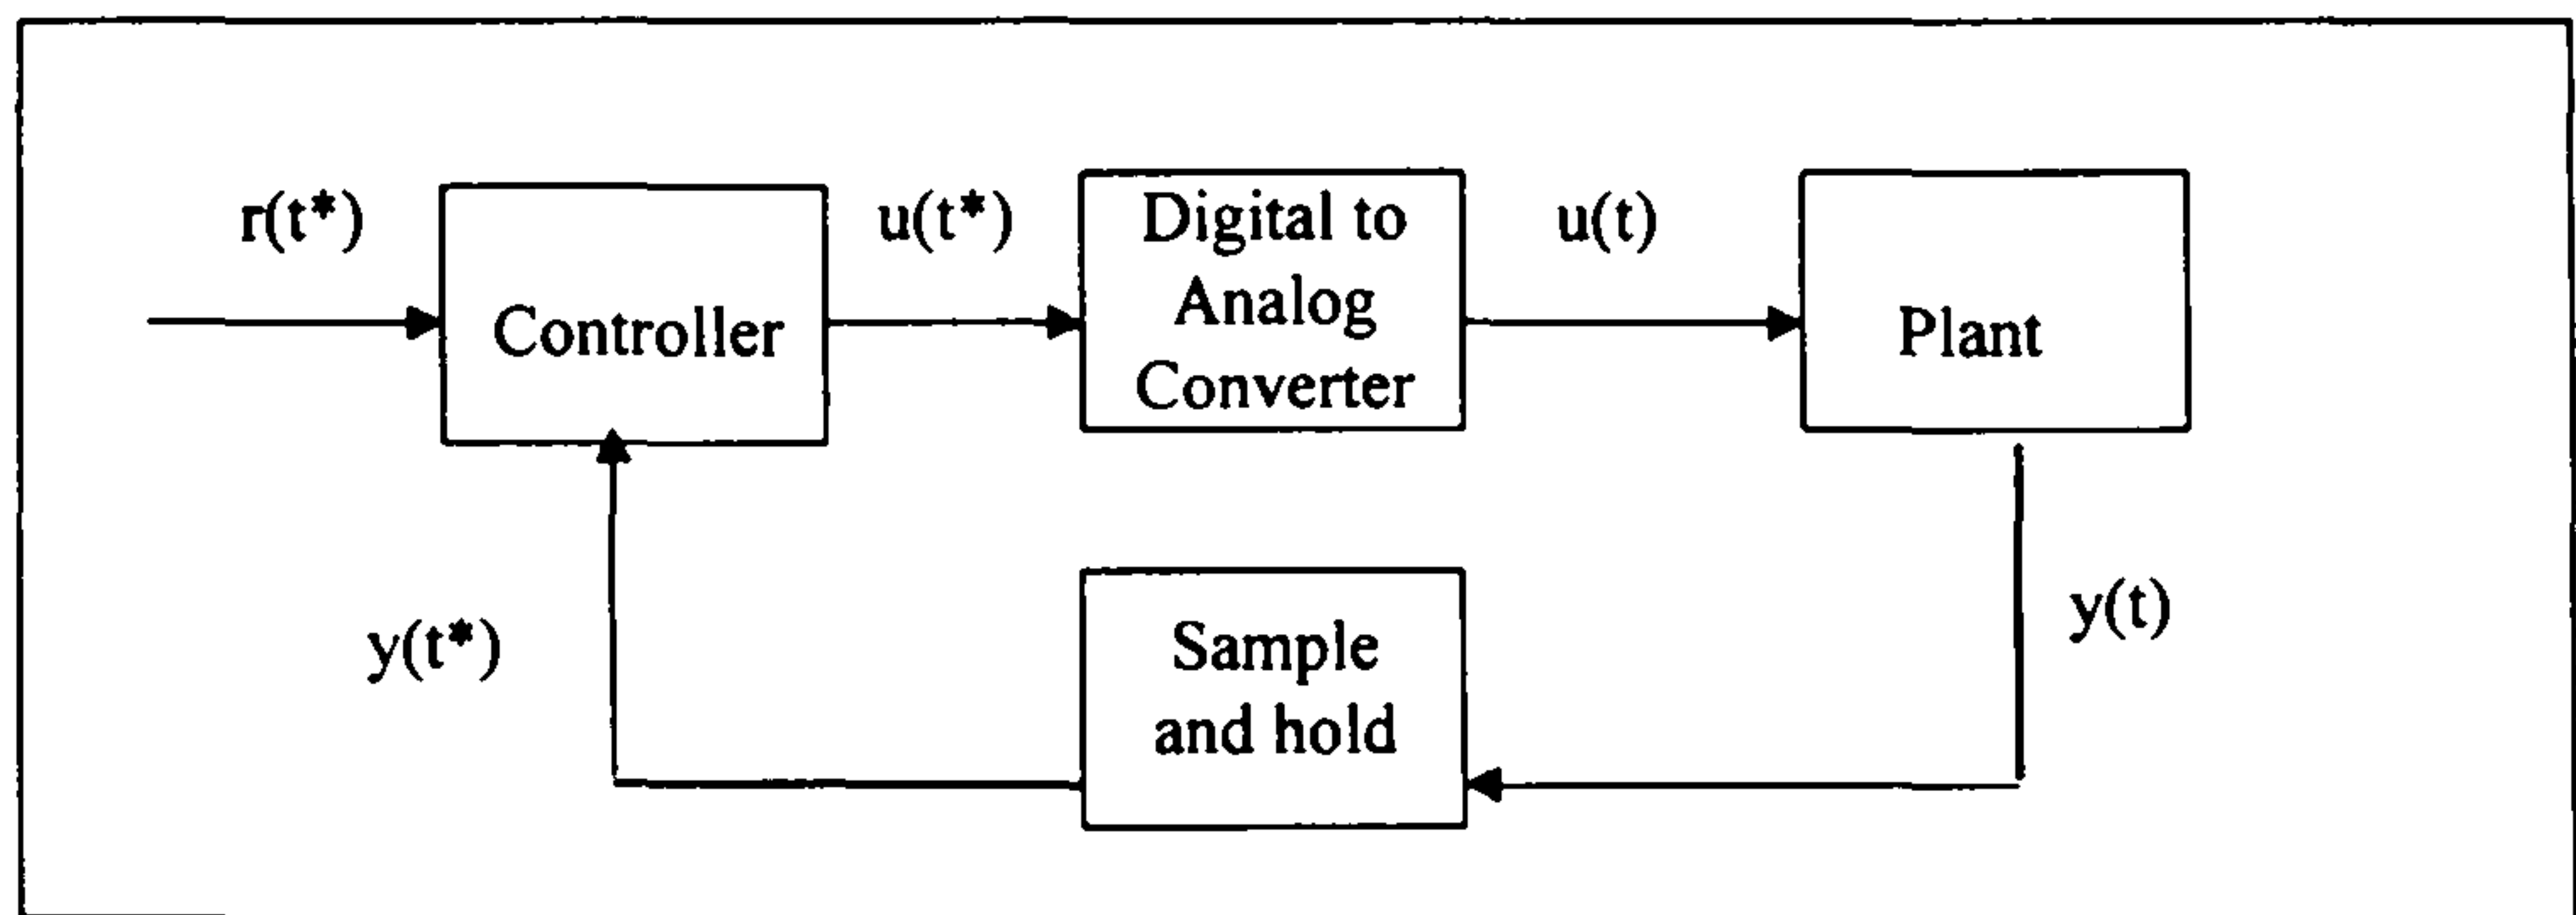 r(t*)
Controller
u(t*)
Digital to
Analog
Converter
u(t)
Plant
y(t)
Sample
and hold
y(t*)